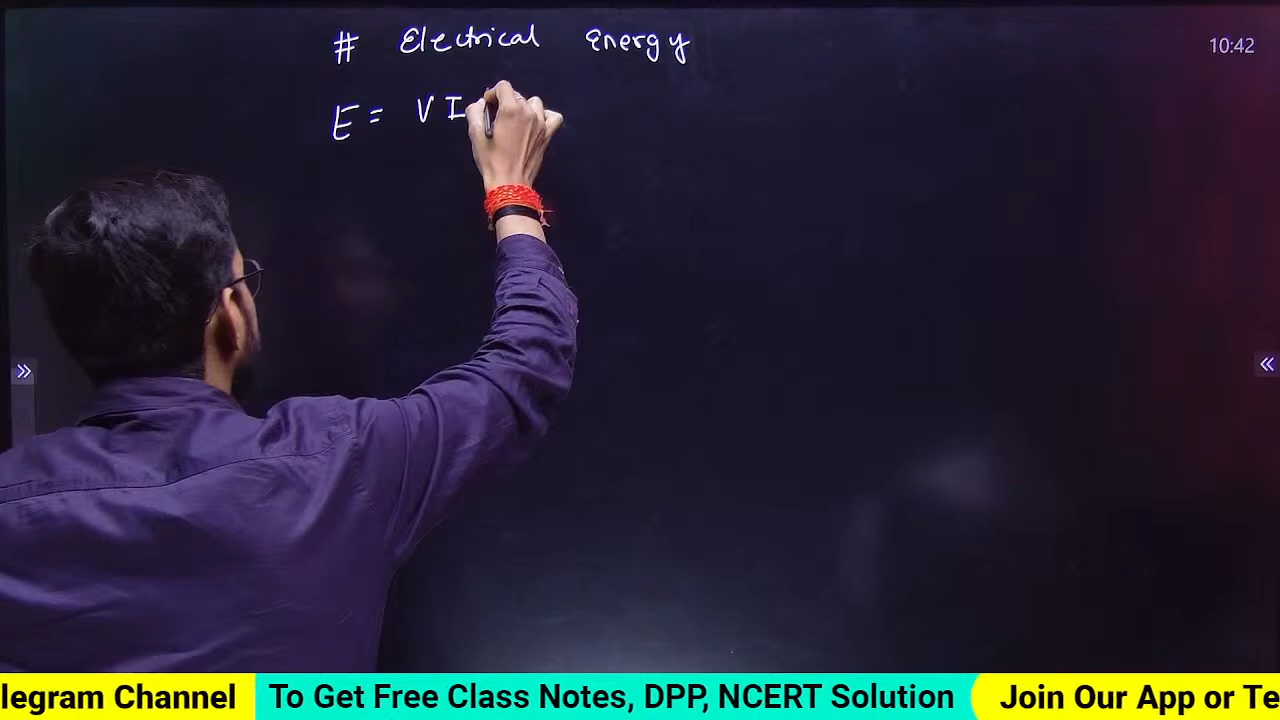 # Electrical Energy
10:42
E = VI
legram Channel To Get Free Class Notes, DPP, NCERT Solution Join Our App or Te